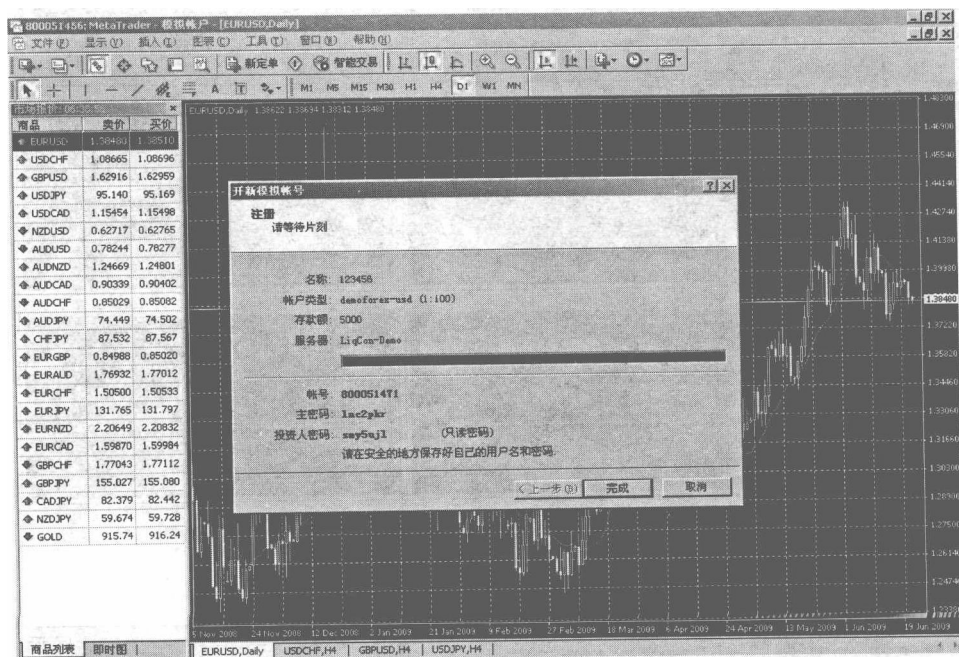 800051456: MetaTrader - 模拟帐户 - [EURUSD,Daily]
文件(F) 显示(V) 插入(I) 图表(C) 工具(T) 窗口(W) 帮助(H)
新定单 智能交易
A T M1 M5 M15 M30 H1 H4 D1 W1 MN
EURUSD,Daily 1.38622 1.38694 1.38312 1.38480
商品 卖价 买价
EURUSD 1.38480 1.38510
USDCHF 1.08665 1.08696
GBPUSD 1.62916 1.62959
USDJPY 95.140 95.169
USDCAD 1.15454 1.15498
NZDUSD 0.62717 0.62765
AUDUSD 0.78244 0.78277
AUDNZD 1.24669 1.24801
AUDCAD 0.90339 0.90402
AUDCHF 0.85029 0.85082
AUDJPY 74.449 74.502
CHFJPY 87.532 87.567
EURGBP 0.84988 0.85020
EURAUD 1.76932 1.77012
EURCHF 1.50500 1.50533
EURJPY 131.765 131.797
EURNZD 2.20649 2.20832
EURCAD 1.59870 1.59984
GBPCHF 1.77043 1.77112
GBPJPY 155.027 155.080
CADJPY 82.379 82.442
NZDJPY 59.674 59.728
GOLD 915.74 916.24
商品列表 即时图
开新模拟帐号
注册
请等待片刻
名称: 123456
帐户类型: demoforex-usd (1:100)
存款额: 5000
服务器: LiqCon-Demo
帐号: 800051471
主密码: lnc2pkr
投资人密码: smy5ujl (只读密码)
请在安全的地方保存好自己的用户名和密码.
<上一步(B) 完成 取消
1.48300
1.46900
1.45540
1.44140
1.42740
1.41380
1.39980
1.38480
1.37220
1.35820
1.34460
1.33060
1.31660
1.30300
1.28900
1.27500
1.26140
1.24740
5 Nov 2008 24 Nov 2008 12 Dec 2008 2 Jan 2009 21 Jan 2009 9 Feb 2009 27 Feb 2009 18 Mar 2009 6 Apr 2009 24 Apr 2009 13 May 2009 1 Jun 2009 19 Jun 2009
EURUSD,Daily USDCHF,H4 GBPUSD,H4 USDJPY,H4